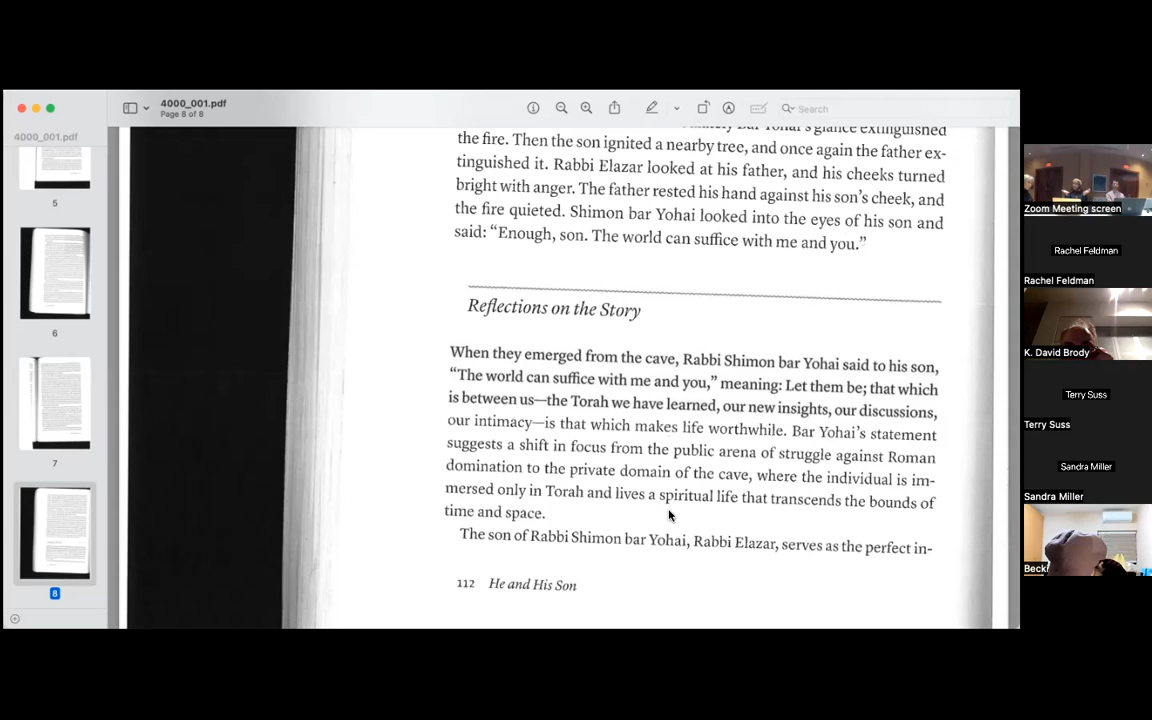 4000_001.pdf
Page 8 of 8
Search
4000_001.pdf
5
6
7
8
glance extinguished
the fire. Then the son ignited a nearby tree, and once again the father ex-
tinguished it. Rabbi Elazar looked at his father, and his cheeks turned
bright with anger. The father rested his hand against his son's cheek, and
the fire quieted. Shimon bar Yohai looked into the eyes of his son and
said: “Enough, son. The world can suffice with me and you.”
Reflections on the Story
When they emerged from the cave, Rabbi Shimon bar Yohai said to his son,
“The world can suffice with me and you,” meaning: Let them be; that which
is between us—the Torah we have learned, our new insights, our discussions,
our intimacy—is that which makes life worthwhile. Bar Yohai's statement
suggests a shift in focus from the public arena of struggle against Roman
domination to the private domain of the cave, where the individual is im-
mersed only in Torah and lives a spiritual life that transcends the bounds of
time and space.
The son of Rabbi Shimon bar Yohai, Rabbi Elazar, serves as the perfect in-
112 He and His Son
Zoom Meeting screen
Rachel Feldman
Rachel Feldman
K. David Brody
Terry Suss
Terry Suss
Sandra Miller
Sandra Miller
Becki